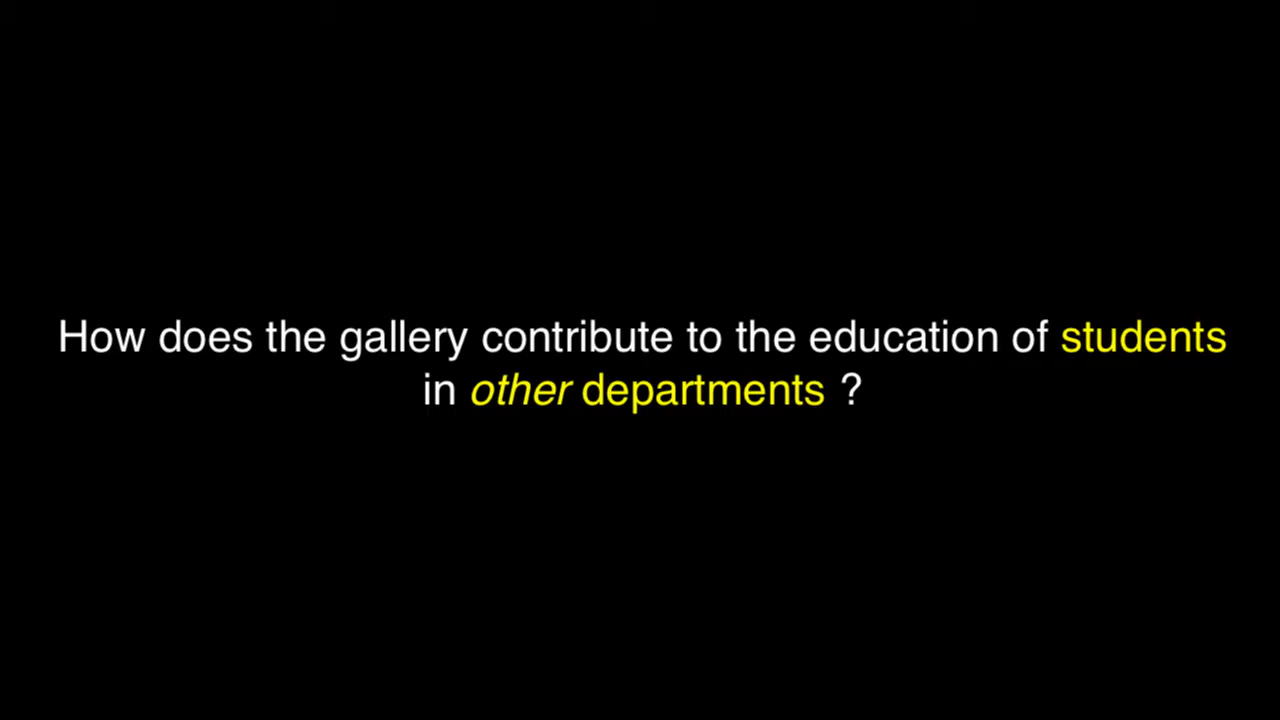 How does the gallery contribute to the education of students
in other departments ?